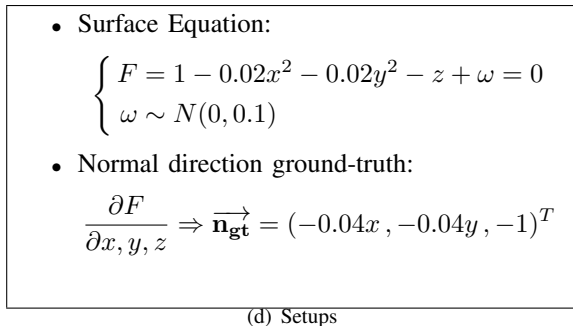 • Surface Equation:
{ F = 1 − 0.02x² − 0.02y² − z + ω = 0
ω ∼ N(0, 0.1)
• Normal direction ground-truth:
∂F / ∂x, y, z ⇒ n⃗_gt = (−0.04x , −0.04y , −1)ᵀ
(d) Setups